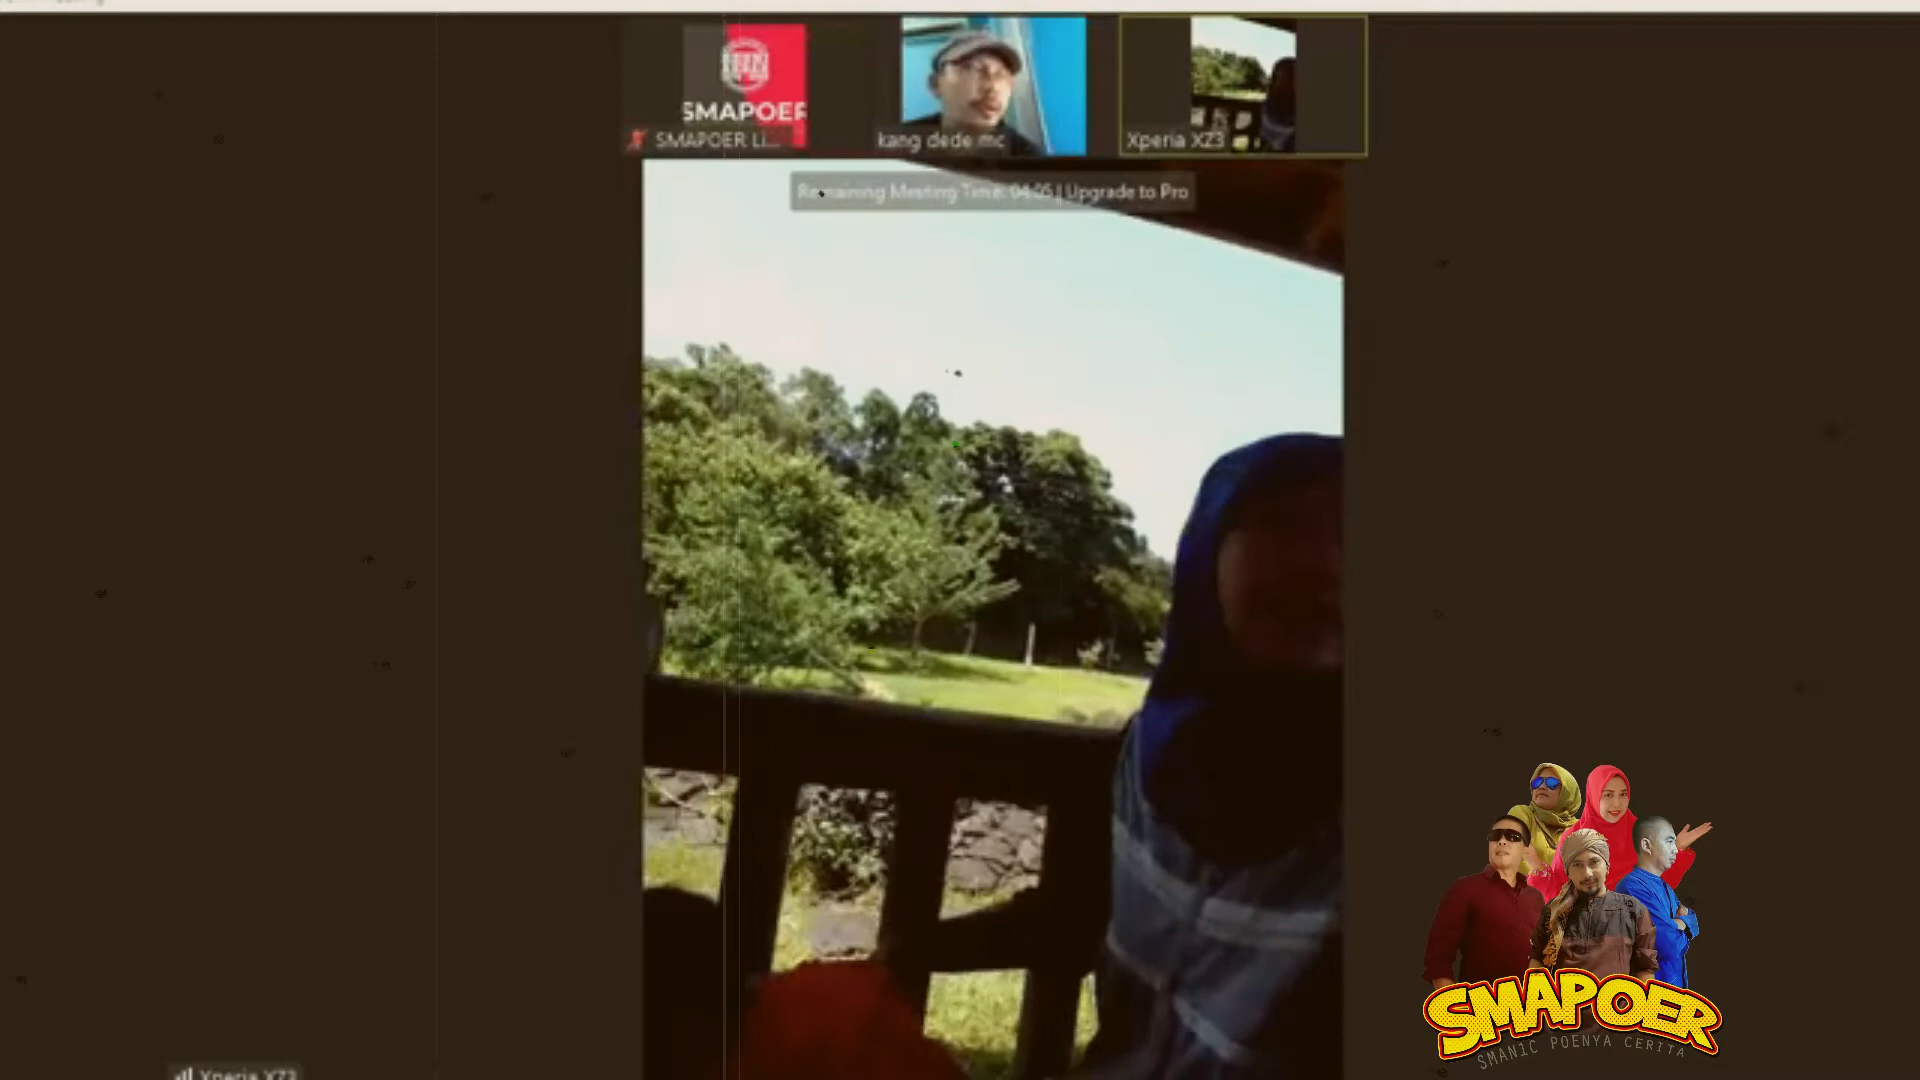 SMAPOER
SMAPOER Li...
kang dede mc
Xperia XZ3
Remaining Meeting Time: 04:05 | Upgrade to Pro
SMAPOER
SMAN1C POENYA CERITA
Xperia XZ3